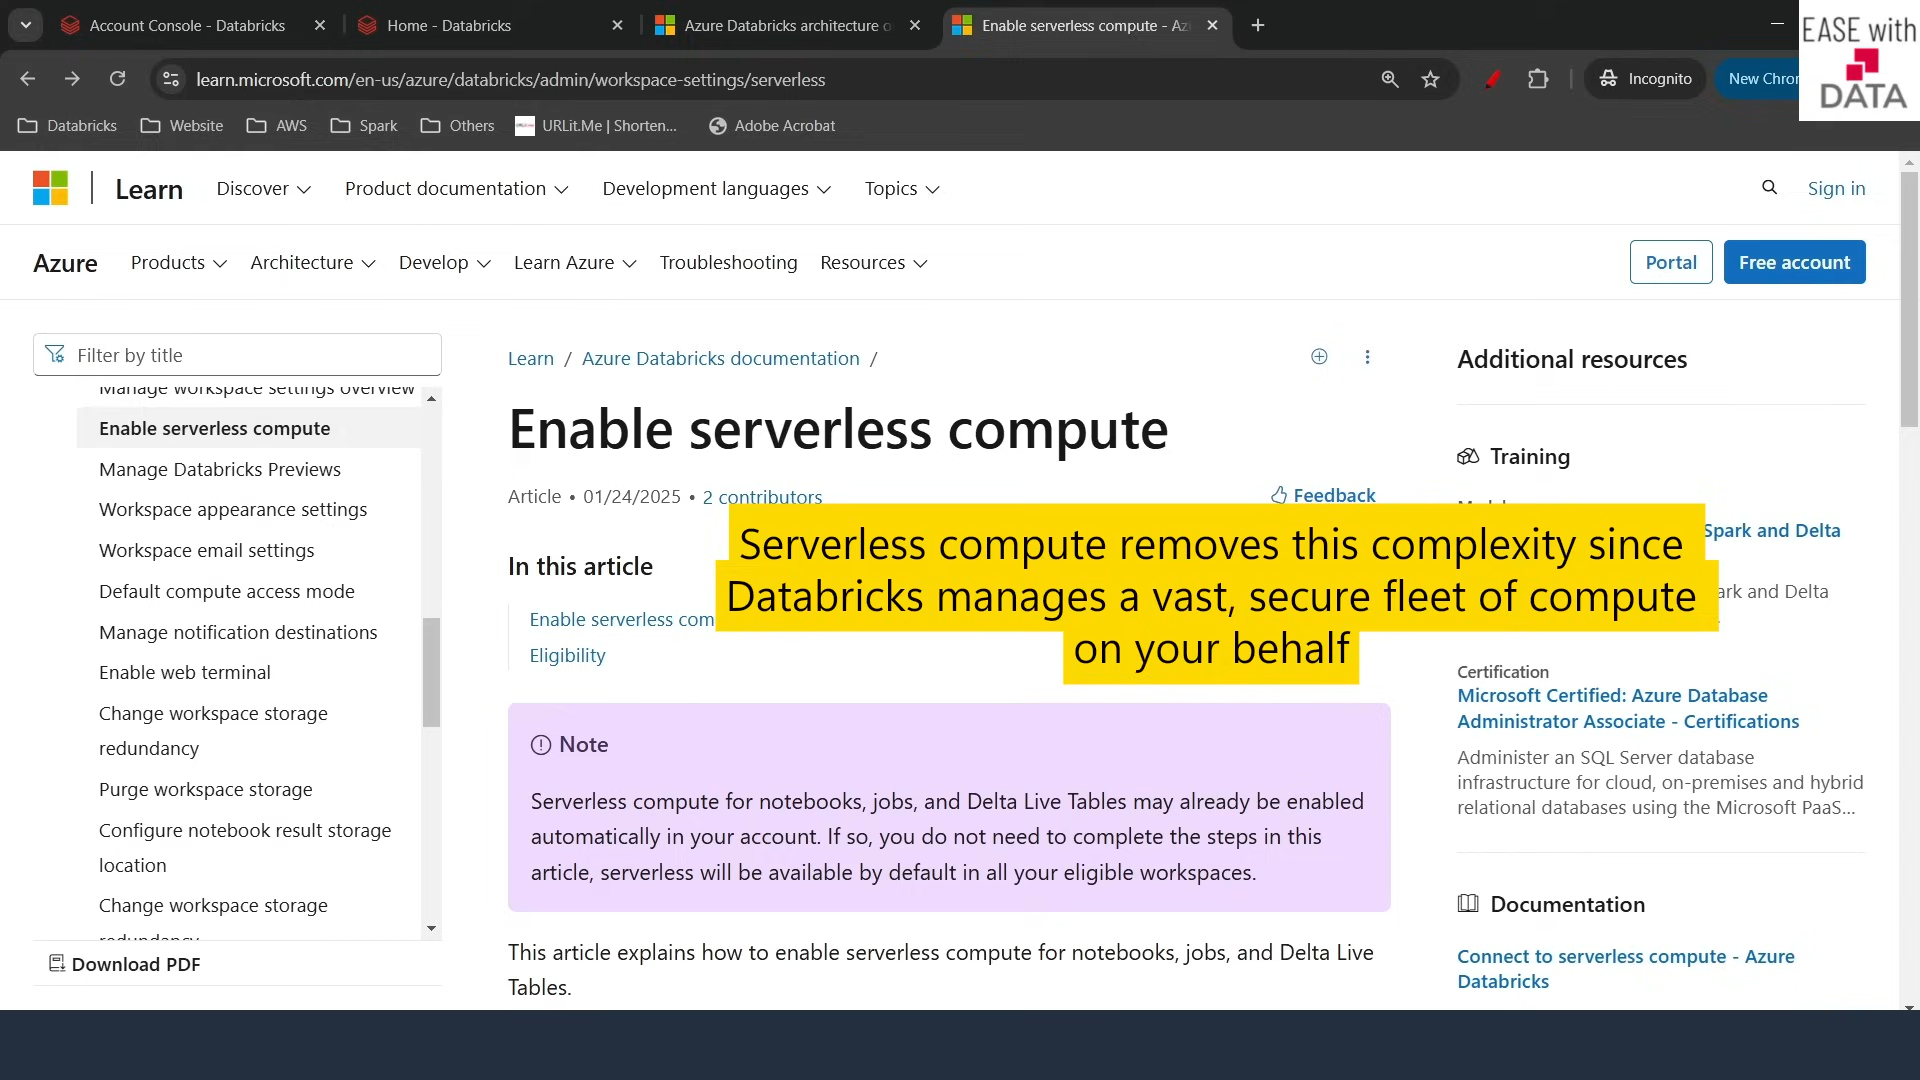 Account Console - Databricks
Home - Databricks
Azure Databricks architecture o
Enable serverless compute - Az
EASE with
DATA
learn.microsoft.com/en-us/azure/databricks/admin/workspace-settings/serverless
Incognito
New Chro
Databricks
Website
AWS
Spark
Others
URLit.Me | Shorten...
Adobe Acrobat
Learn
Discover
Product documentation
Development languages
Topics
Sign in
Azure
Products
Architecture
Develop
Learn Azure
Troubleshooting
Resources
Portal
Free account
Filter by title
Manage workspace settings overview
Enable serverless compute
Manage Databricks Previews
Workspace appearance settings
Workspace email settings
Default compute access mode
Manage notification destinations
Enable web terminal
Change workspace storage
redundancy
Purge workspace storage
Configure notebook result storage
location
Change workspace storage
redundancy
Download PDF
Learn / Azure Databricks documentation /
Enable serverless compute
Article • 01/24/2025 • 2 contributors
Feedback
In this article
Enable serverless com
Eligibility
Serverless compute removes this complexity since
Databricks manages a vast, secure fleet of compute
on your behalf
Note
Serverless compute for notebooks, jobs, and Delta Live Tables may already be enabled
automatically in your account. If so, you do not need to complete the steps in this
article, serverless will be available by default in all your eligible workspaces.
This article explains how to enable serverless compute for notebooks, jobs, and Delta Live
Tables.
Additional resources
Training
Spark and Delta
ark and Delta
Certification
Microsoft Certified: Azure Database
Administrator Associate - Certifications
Administer an SQL Server database
infrastructure for cloud, on-premises and hybrid
relational databases using the Microsoft PaaS...
Documentation
Connect to serverless compute - Azure
Databricks